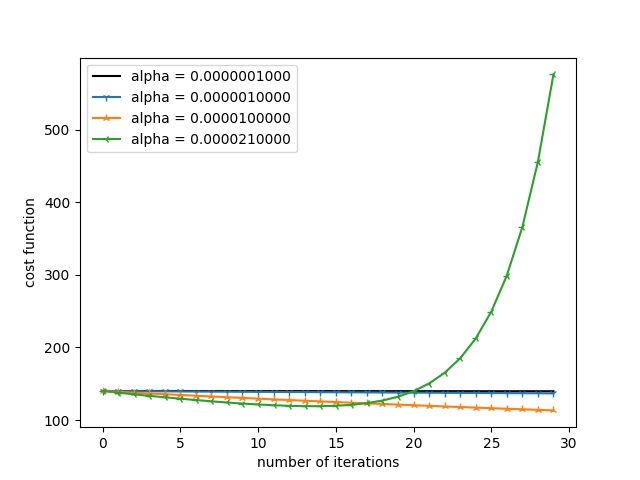 alpha = 0.0000001000
alpha = 0.0000010000
alpha = 0.0000100000
alpha = 0.0000210000
500
400
300
200
100
cost function
0 5 10 15 20 25 30
number of iterations